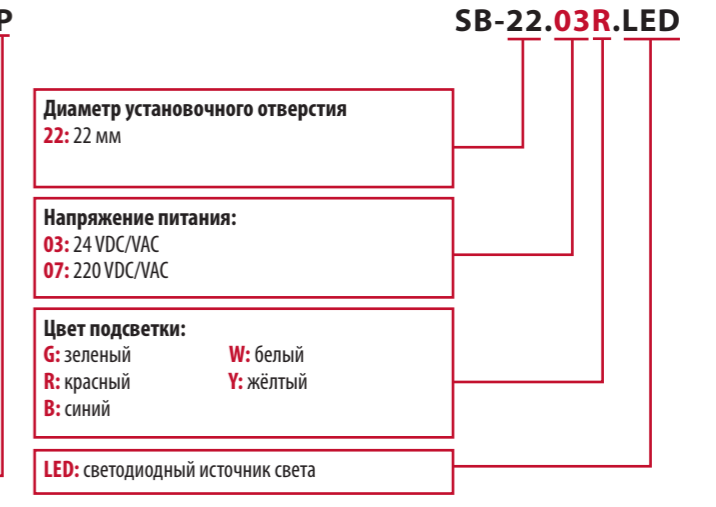 P
SB-22.03R.LED
Диаметр установочного отверстия
22: 22 мм
Напряжение питания:
03: 24 VDC/VAC
07: 220 VDC/VAC
Цвет подсветки:
G: зеленый W: белый
R: красный Y: жёлтый
B: синий
LED: светодиодный источник света